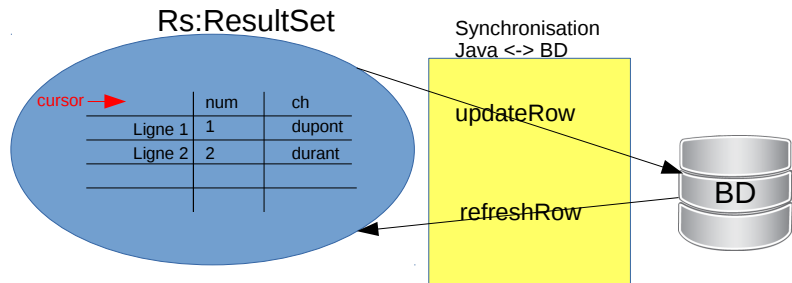 Rs:ResultSet
Synchronisation
Java <-> BD
cursor
num ch
Ligne 1 1 dupont
Ligne 2 2 durant
updateRow
BD
refreshRow